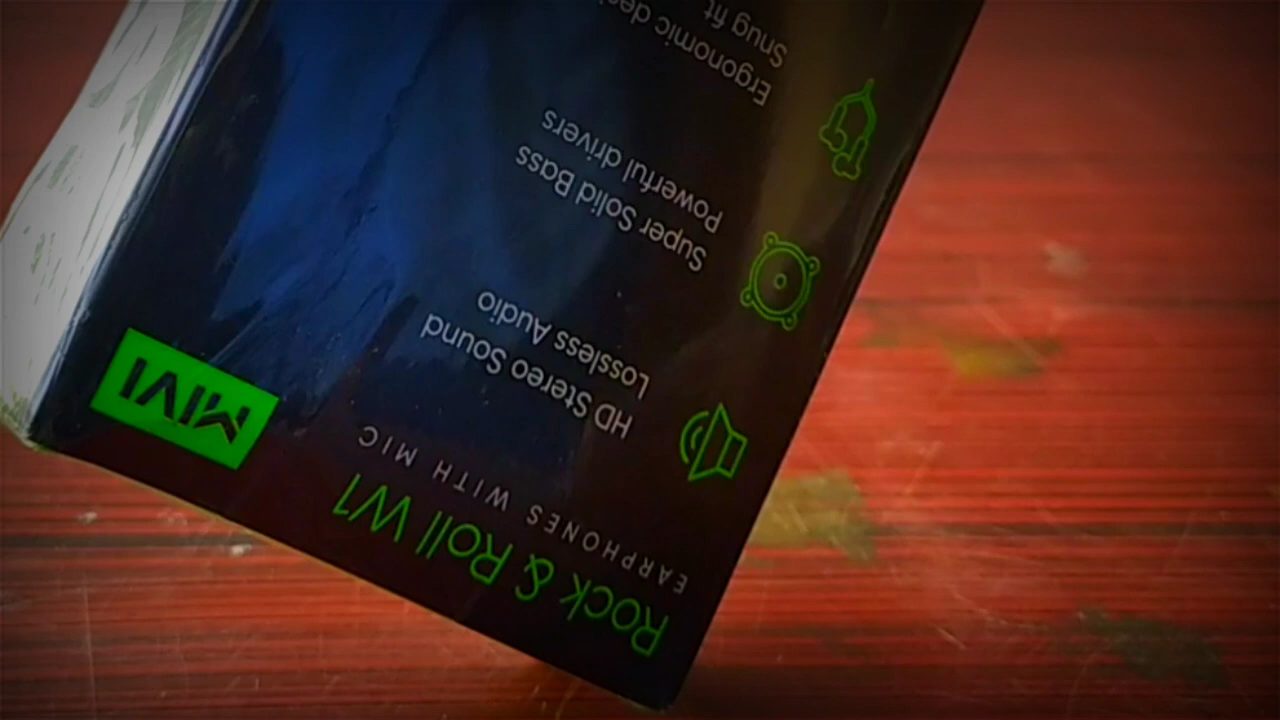 Rock & Roll W1
EARPHONES WITH MIC
MIVI
HD Stereo Sound
Lossless Audio
Super Solid Bass
Powerful drivers
Ergonomic
Snug fit